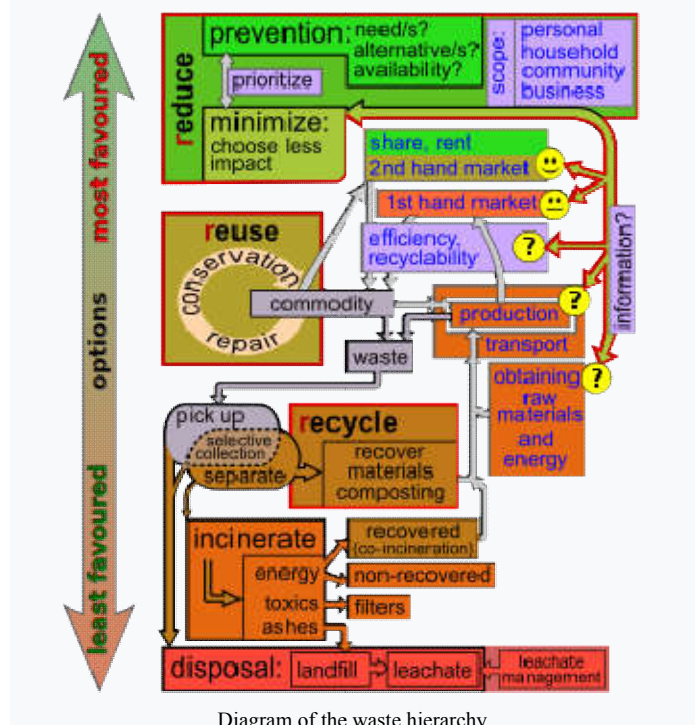 prevention:
need/s?
alternative/s?
availability?
scope:
personal
household
community
business
prioritize
reduce
minimize:
choose less
impact
share, rent
2nd hand market
1st hand market
efficiency,
recyclability
?
information?
reuse
conservation
repair
commodity
production
?
transport
waste
obtaining
raw
materials
and
energy
?
pick up
selective
collection
separate
recycle
recover
materials
composting
incinerate
energy
toxics
ashes
recovered
(co-incineration)
non-recovered
filters
disposal:
landfill
leachate
leachate
management
most favoured
options
least favoured
Diagram of the waste hierarchy